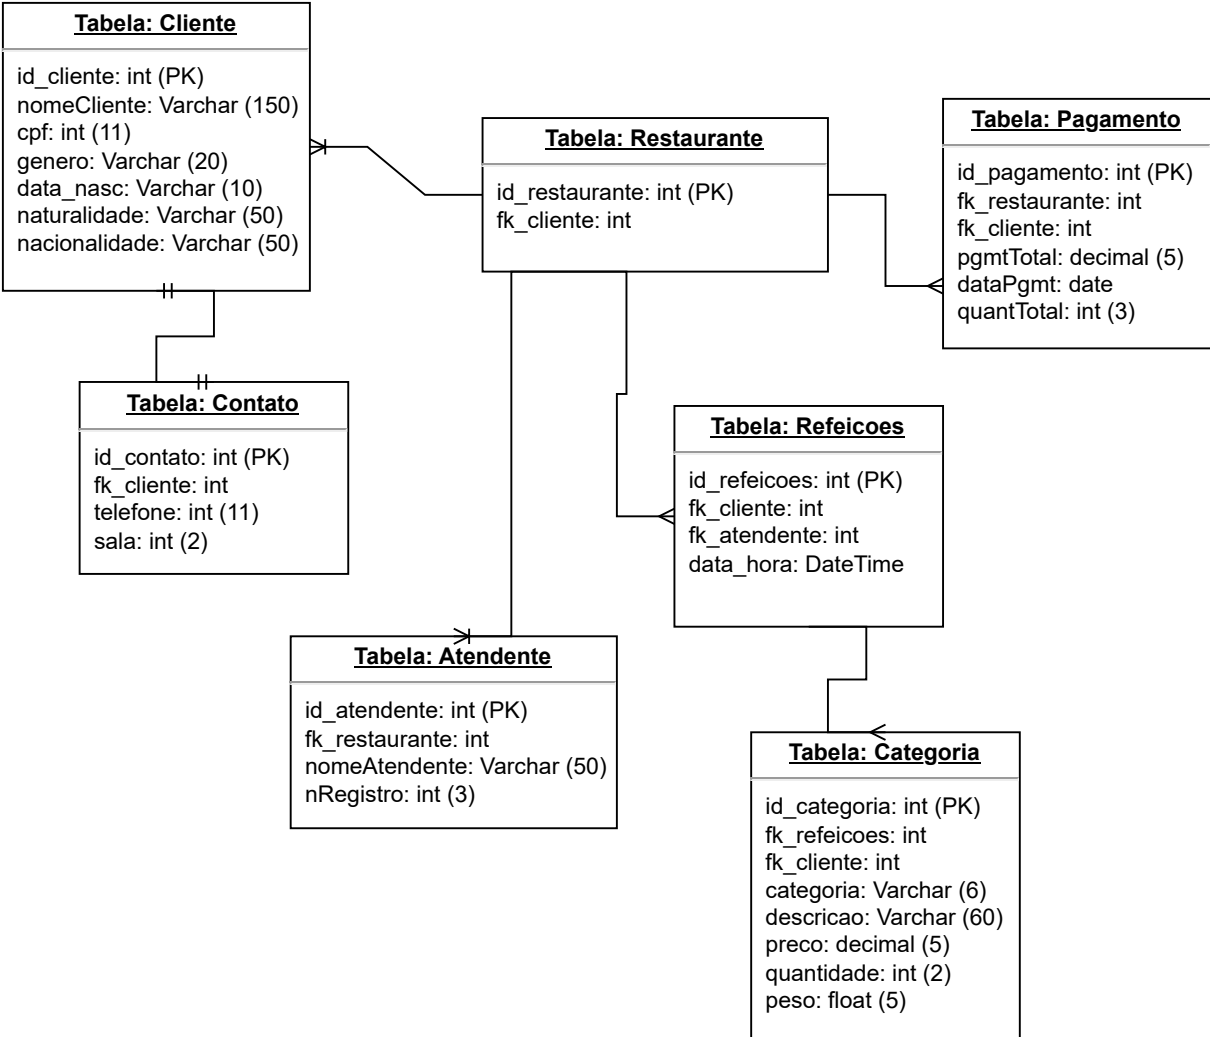 Tabela: Cliente
id_cliente: int (PK)
nomeCliente: Varchar (150)
cpf: int (11)
genero: Varchar (20)
data_nasc: Varchar (10)
naturalidade: Varchar (50)
nacionalidade: Varchar (50)
Tabela: Restaurante
id_restaurante: int (PK)
fk_cliente: int
Tabela: Pagamento
id_pagamento: int (PK)
fk_restaurante: int
fk_cliente: int
pgmtTotal: decimal (5)
dataPgmt: date
quantTotal: int (3)
Tabela: Contato
id_contato: int (PK)
fk_cliente: int
telefone: int (11)
sala: int (2)
Tabela: Refeicoes
id_refeicoes: int (PK)
fk_cliente: int
fk_atendente: int
data_hora: DateTime
Tabela: Atendente
id_atendente: int (PK)
fk_restaurante: int
nomeAtendente: Varchar (50)
nRegistro: int (3)
Tabela: Categoria
id_categoria: int (PK)
fk_refeicoes: int
fk_cliente: int
categoria: Varchar (6)
descricao: Varchar (60)
preco: decimal (5)
quantidade: int (2)
peso: float (5)